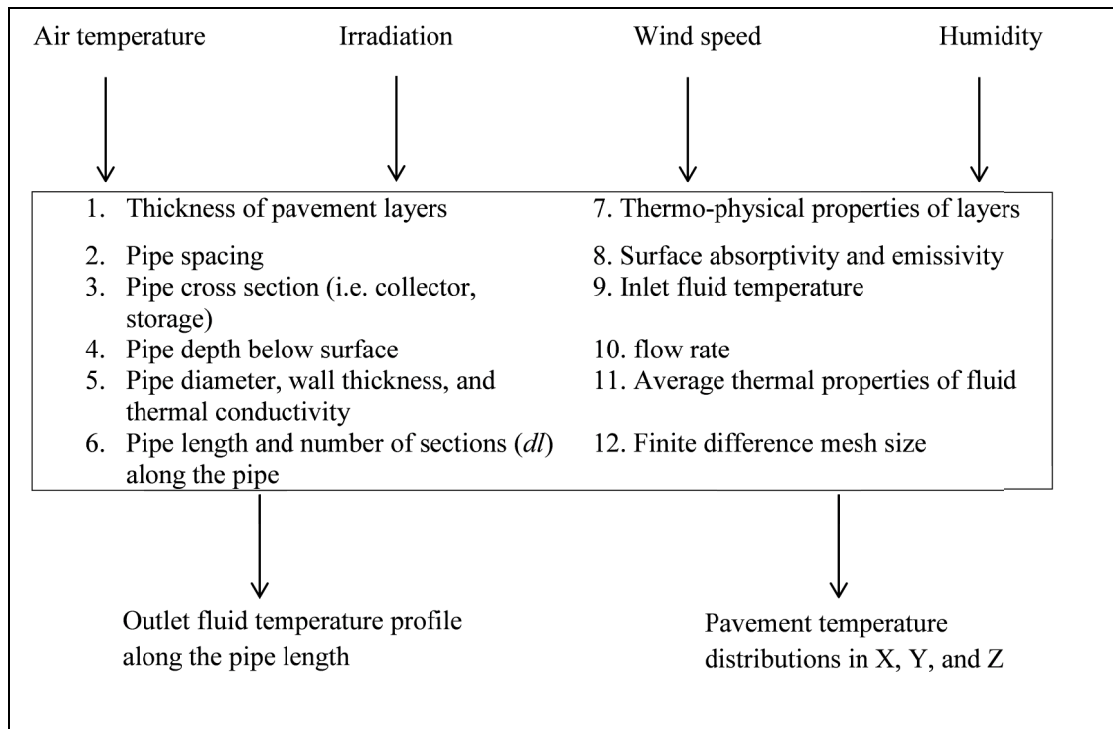 Air temperature
Irradiation
Wind speed
Humidity
1. Thickness of pavement layers
2. Pipe spacing
3. Pipe cross section (i.e. collector,
storage)
4. Pipe depth below surface
5. Pipe diameter, wall thickness, and
thermal conductivity
6. Pipe length and number of sections (dl)
along the pipe
7. Thermo-physical properties of layers
8. Surface absorptivity and emissivity
9. Inlet fluid temperature
10. flow rate
11. Average thermal properties of fluid
12. Finite difference mesh size
Outlet fluid temperature profile
along the pipe length
Pavement temperature
distributions in X, Y, and Z